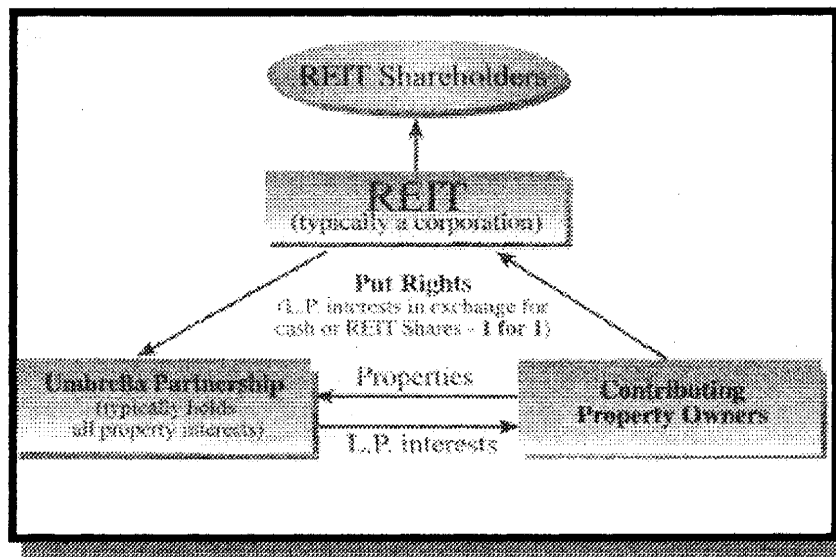 REIT Shareholders
REIT
(typically a corporation)
Put Rights
(L.P. interests in exchange for
cash or REIT Shares - 1 for 1)
Umbrella Partnership
(typically holds
all property interests)
Properties
L.P. interests
Contributing
Property Owners